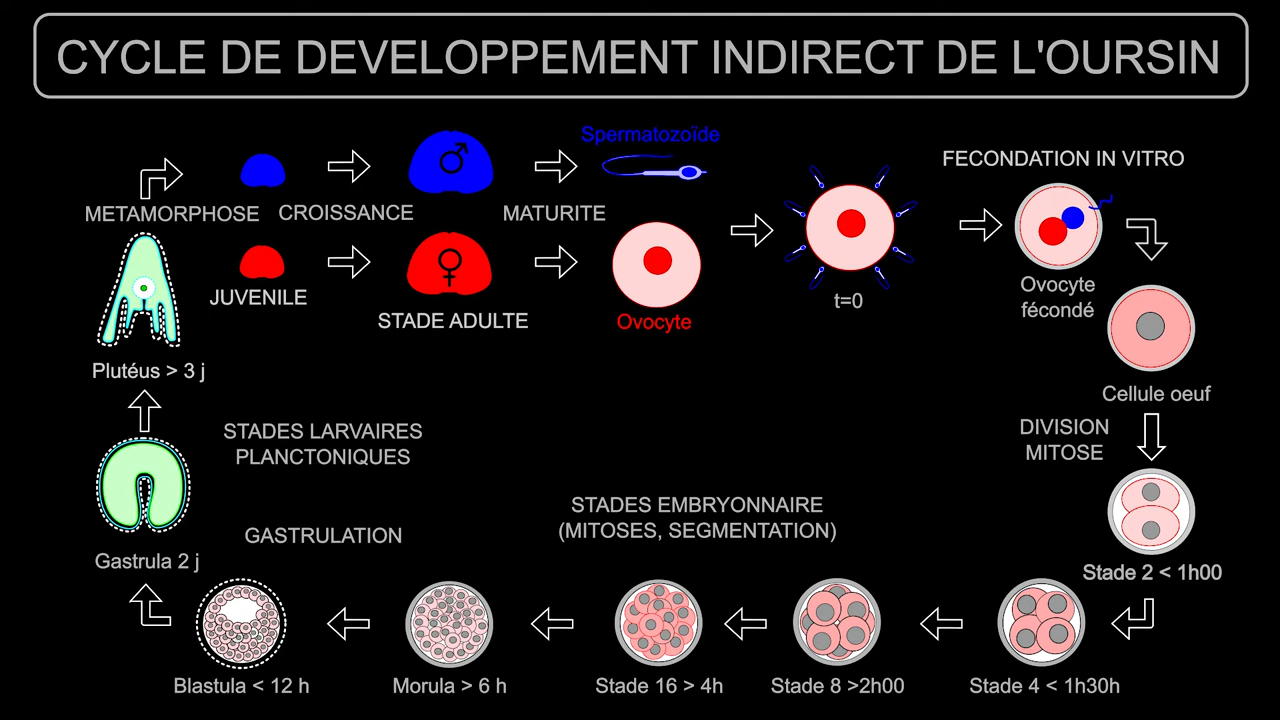 CYCLE DE DEVELOPPEMENT INDIRECT DE L'OURSIN
Spermatozoïde
FECONDATION IN VITRO
METAMORPHOSE
CROISSANCE
MATURITE
JUVENILE
STADE ADULTE
Ovocyte
t=0
Ovocyte
fécondé
Plutéus > 3 j
Cellule oeuf
STADES LARVAIRES
PLANCTONIQUES
DIVISION
MITOSE
STADES EMBRYONNAIRE
(MITOSES, SEGMENTATION)
GASTRULATION
Gastrula 2 j
Stade 2 < 1h00
Blastula < 12 h
Morula > 6 h
Stade 16 > 4h
Stade 8 >2h00
Stade 4 < 1h30h